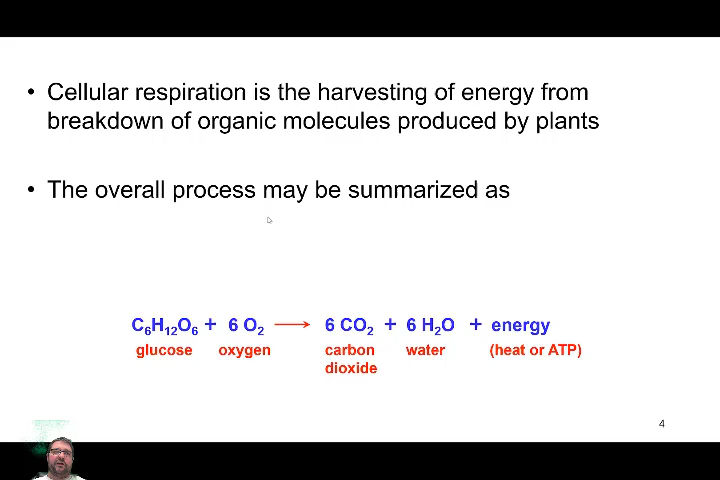 • Cellular respiration is the harvesting of energy from
breakdown of organic molecules produced by plants
• The overall process may be summarized as
C₆H₁₂O₆ + 6 O₂ ⟶ 6 CO₂ + 6 H₂O + energy
glucose oxygen carbon water (heat or ATP)
dioxide
4